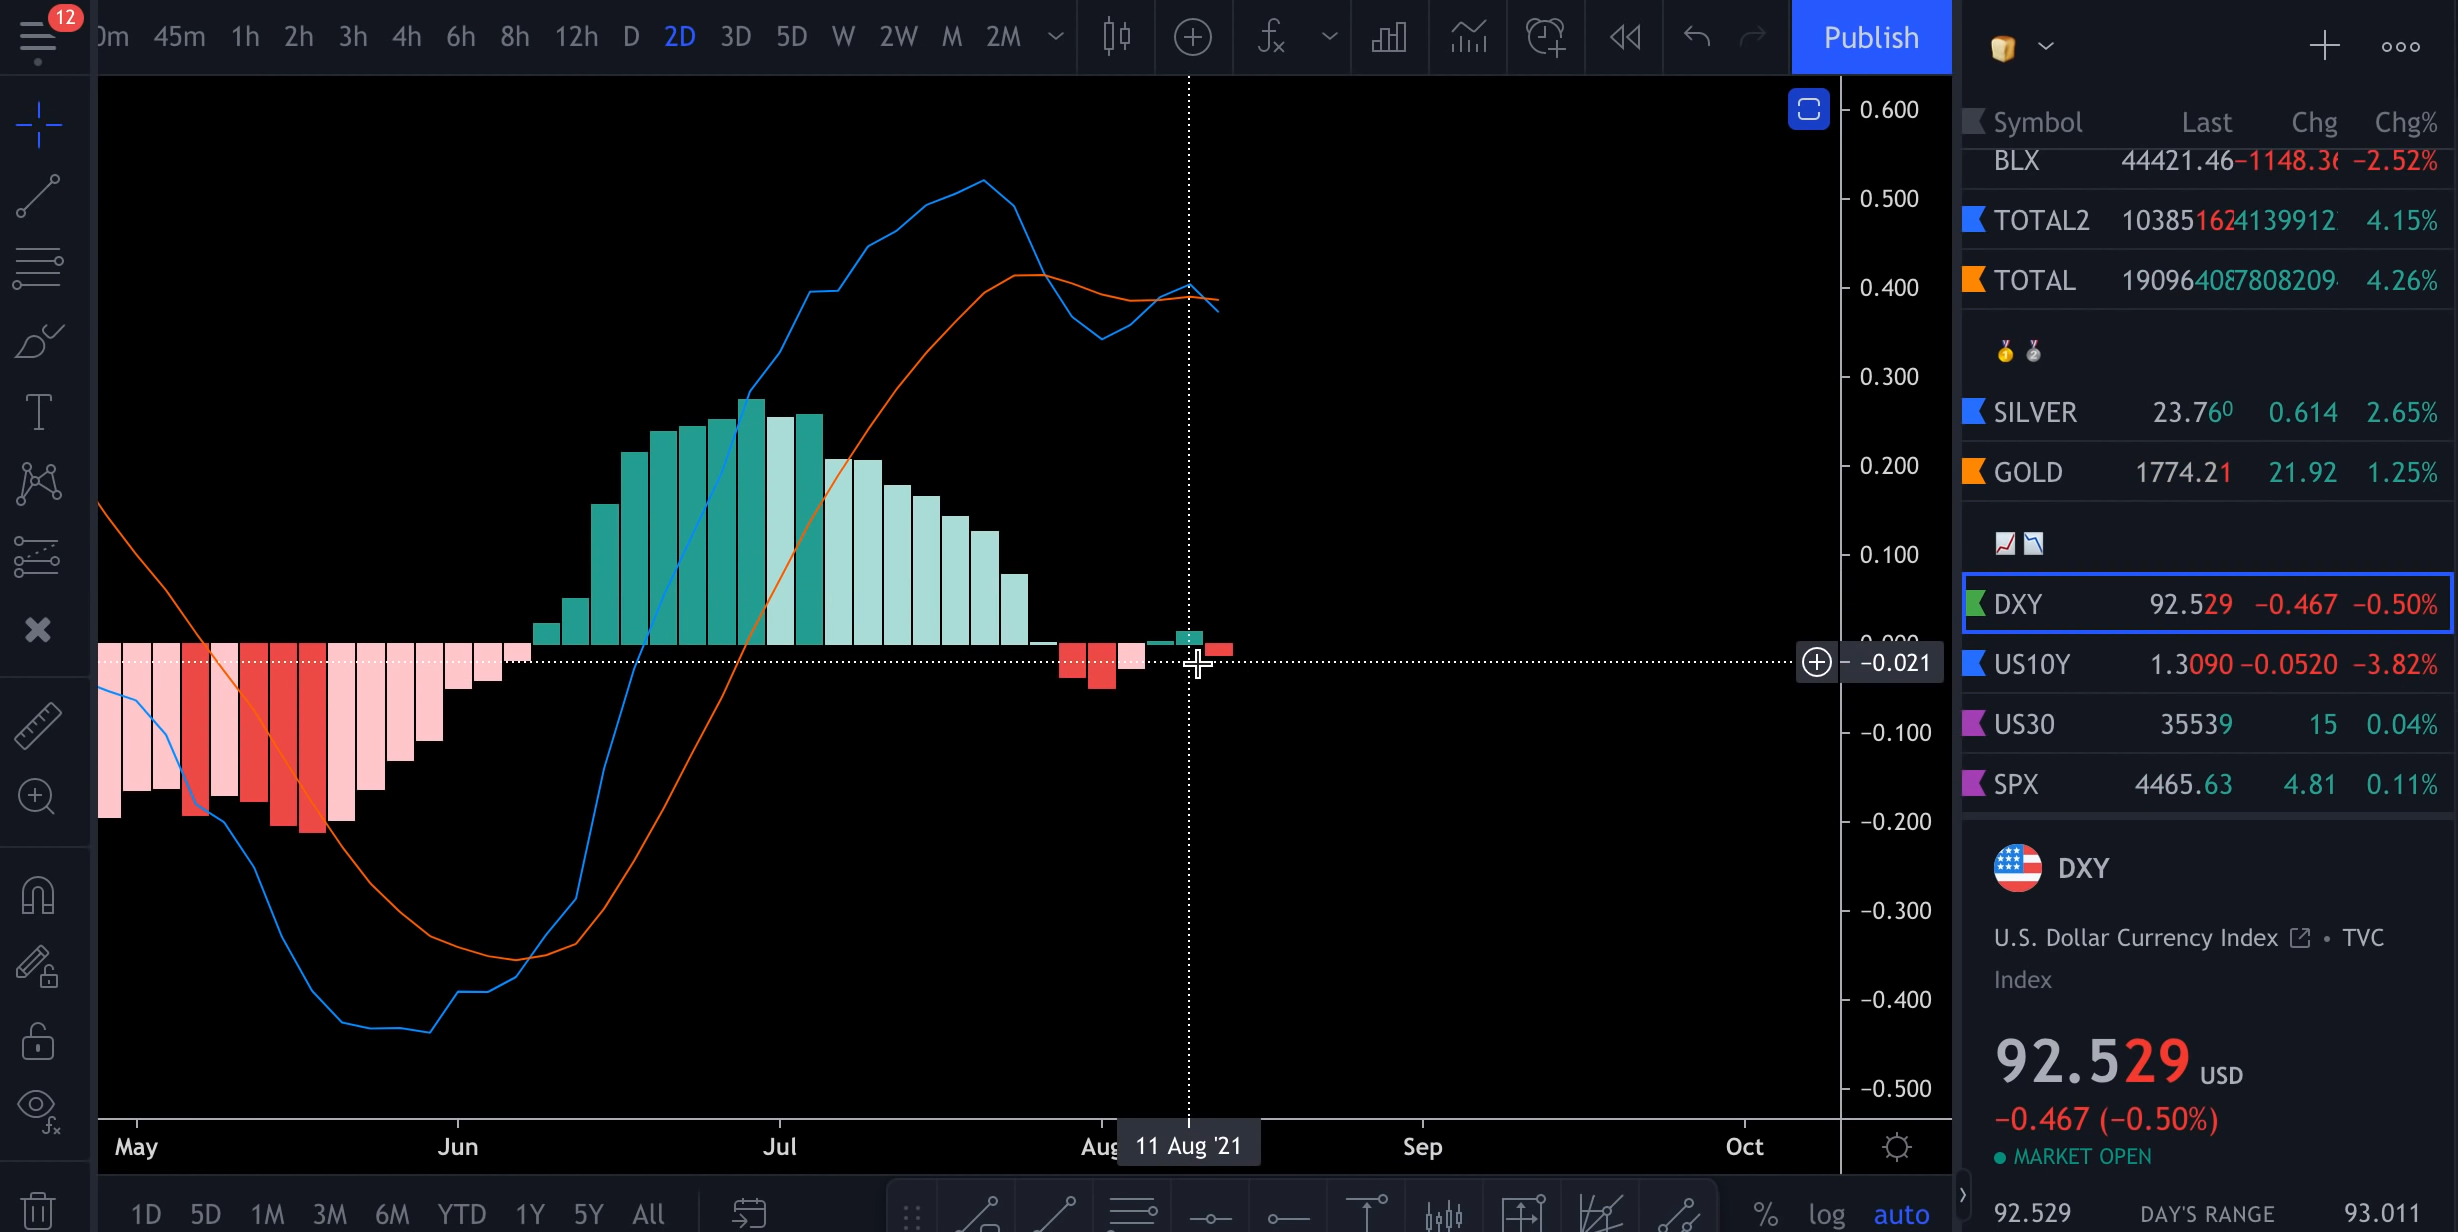 12
45m 1h 2h 3h 4h 6h 8h 12h D 2D 3D 5D W 2W M 2M
Publish
Symbol Last Chg Chg%
BLX 44421.46 −1148.36 −2.52%
TOTAL2 10385162 4139912 4.15%
TOTAL 19096408 7808209 4.26%
SILVER 23.760 0.614 2.65%
GOLD 1774.21 21.92 1.25%
DXY 92.529 −0.467 −0.50%
US10Y 1.3090 −0.0520 −3.82%
US30 35539 15 0.04%
SPX 4465.63 4.81 0.11%
DXY
U.S. Dollar Currency Index • TVC
Index
92.529 USD
−0.467 (−0.50%)
MARKET OPEN
92.529 DAY'S RANGE 93.011
0.600
0.500
0.400
0.300
0.200
0.100
−0.021
−0.100
−0.200
−0.300
−0.400
−0.500
May Jun Jul Aug 11 Aug '21 Sep Oct
1D 5D 1M 3M 6M YTD 1Y 5Y All
% log auto